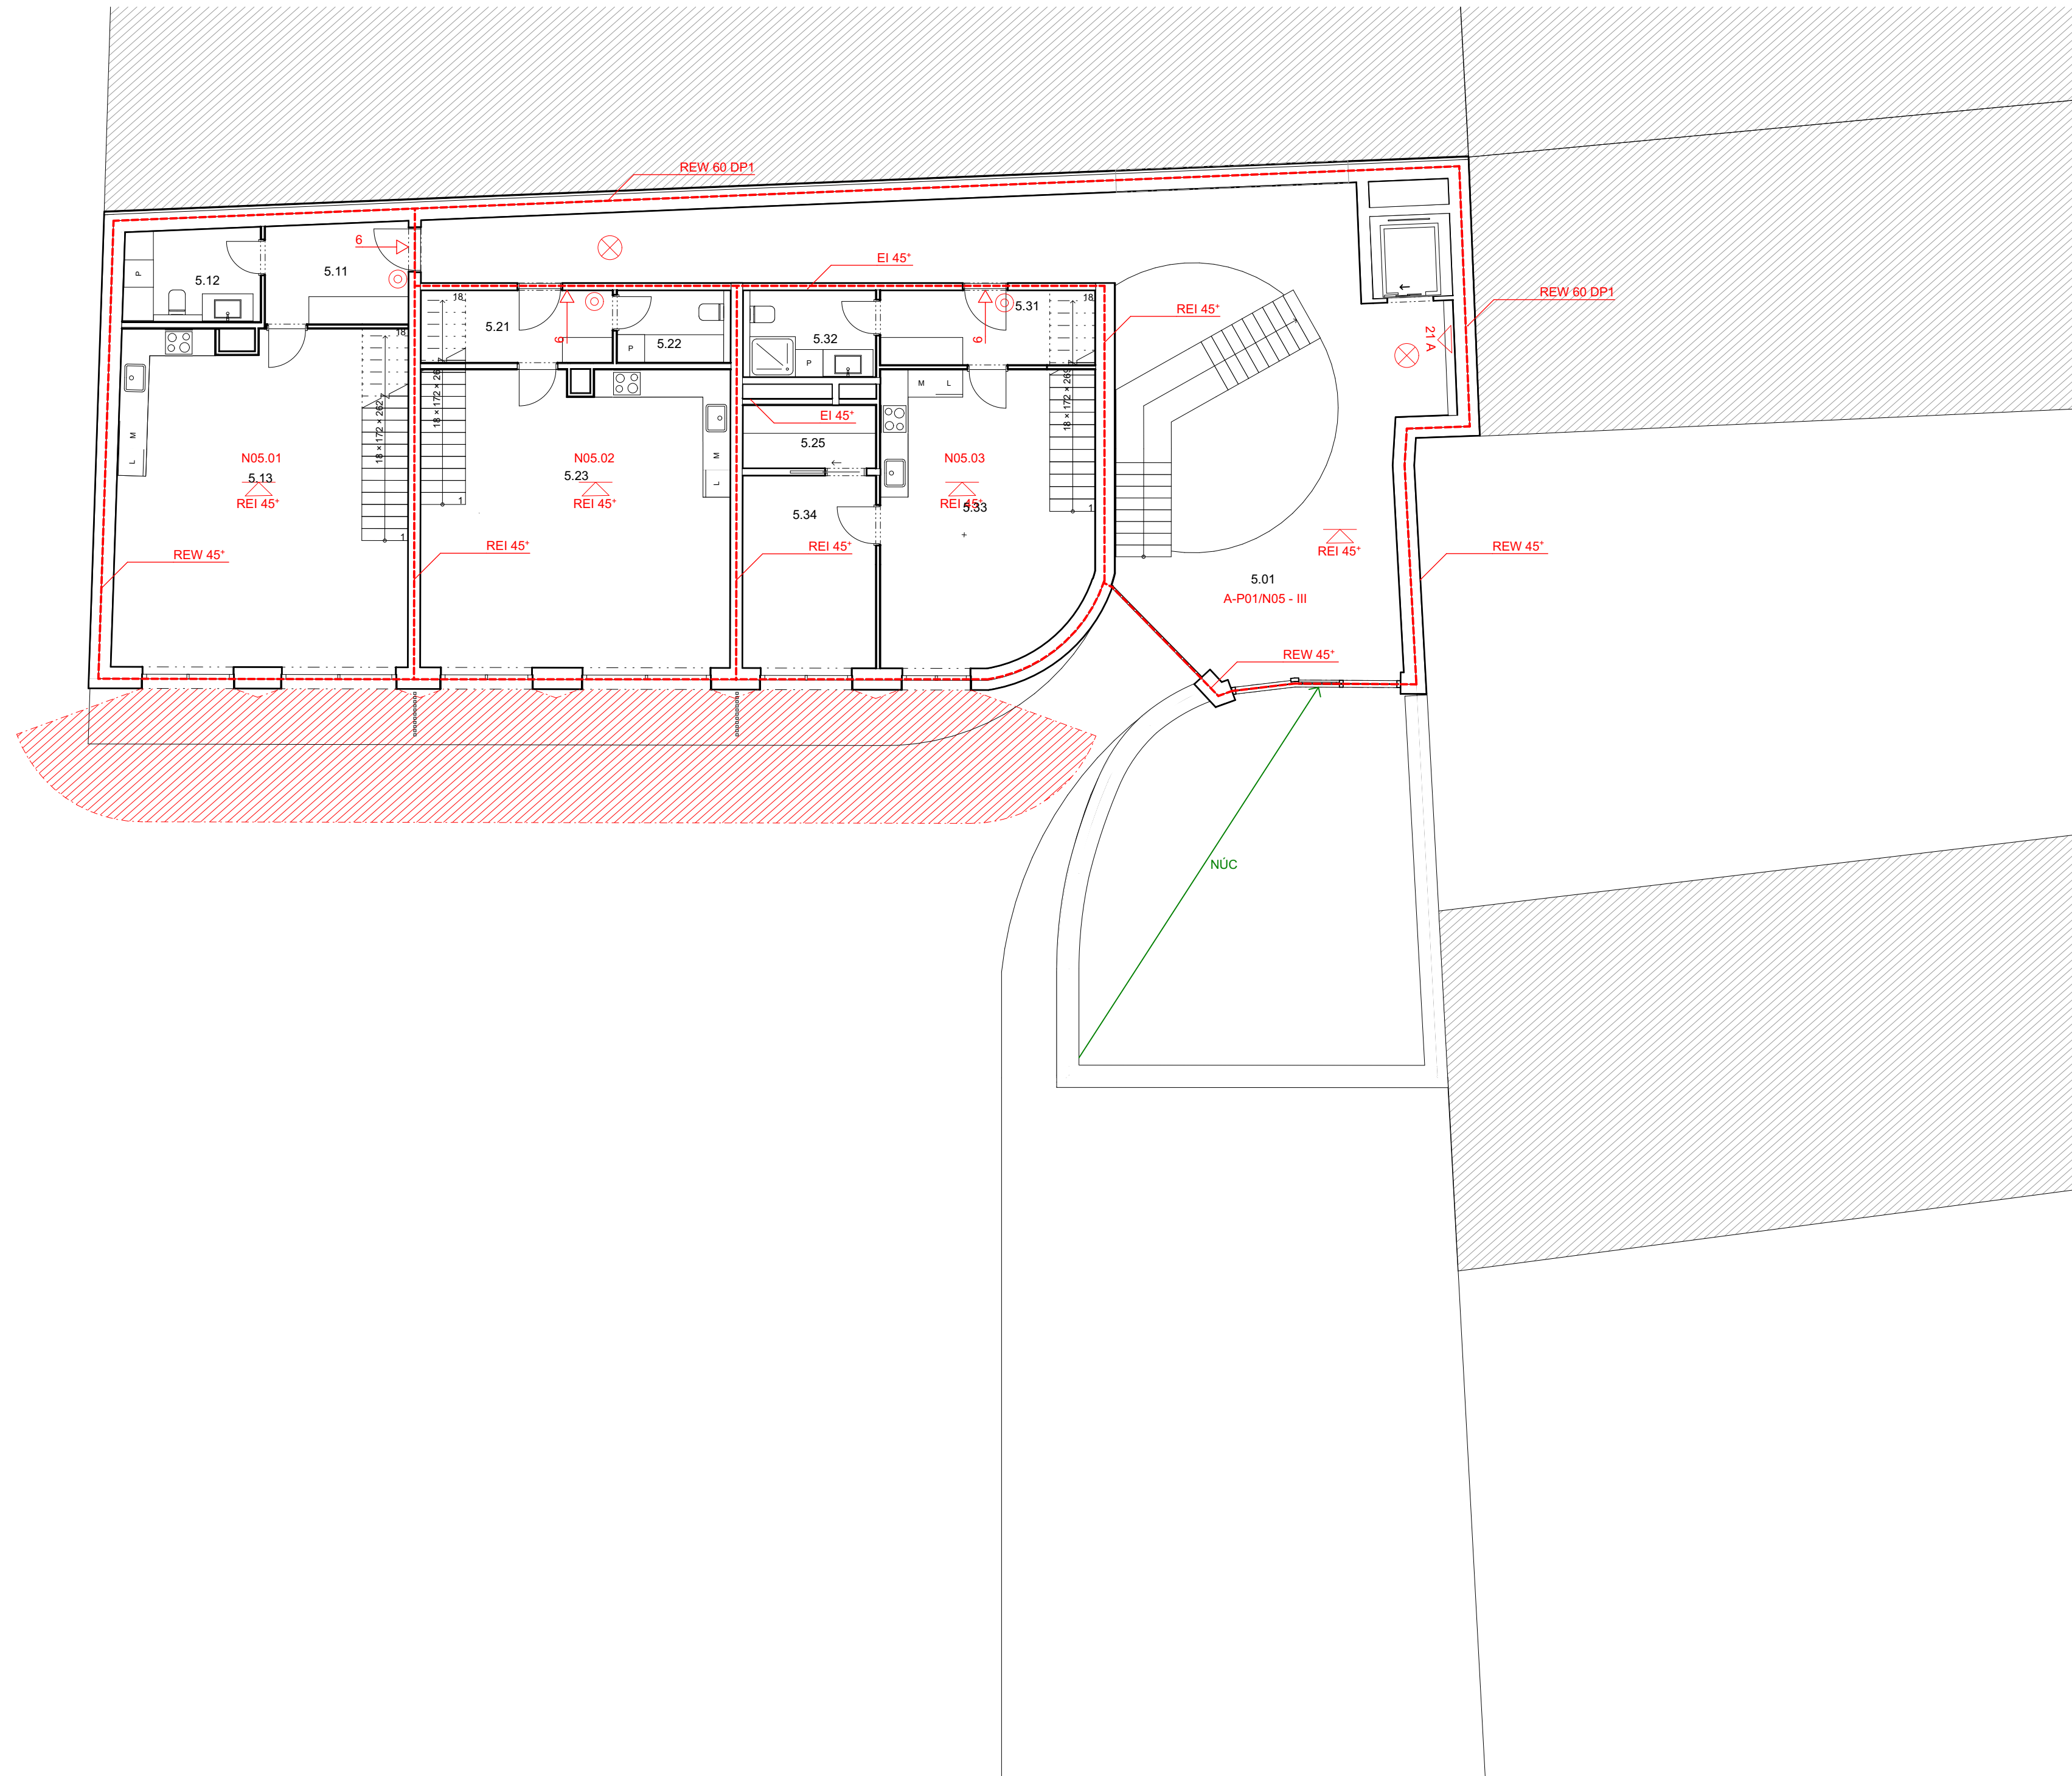 REW 60 DP1
6
5.11
P
5.12
EI 45⁺
REW 60 DP1
18
5.21
18
5.31
REI 45⁺
21 A
18
P
5.22
6
5.32
6
P
M L
18 × 172 × 262
18 × 172 × 26
18 × 172 × 269
EI 45⁺
M
L
N05.01
5.13
REI 45⁺
N05.02
5.23
REI 45⁺
M
L
5.25
N05.03
REI 45⁺
5.33
1
1
1
5.34
REW 45⁺
REI 45⁺
REI 45⁺
REI 45⁺
REW 45⁺
5.01
A-P01/N05 - III
REW 45⁺
NÚC